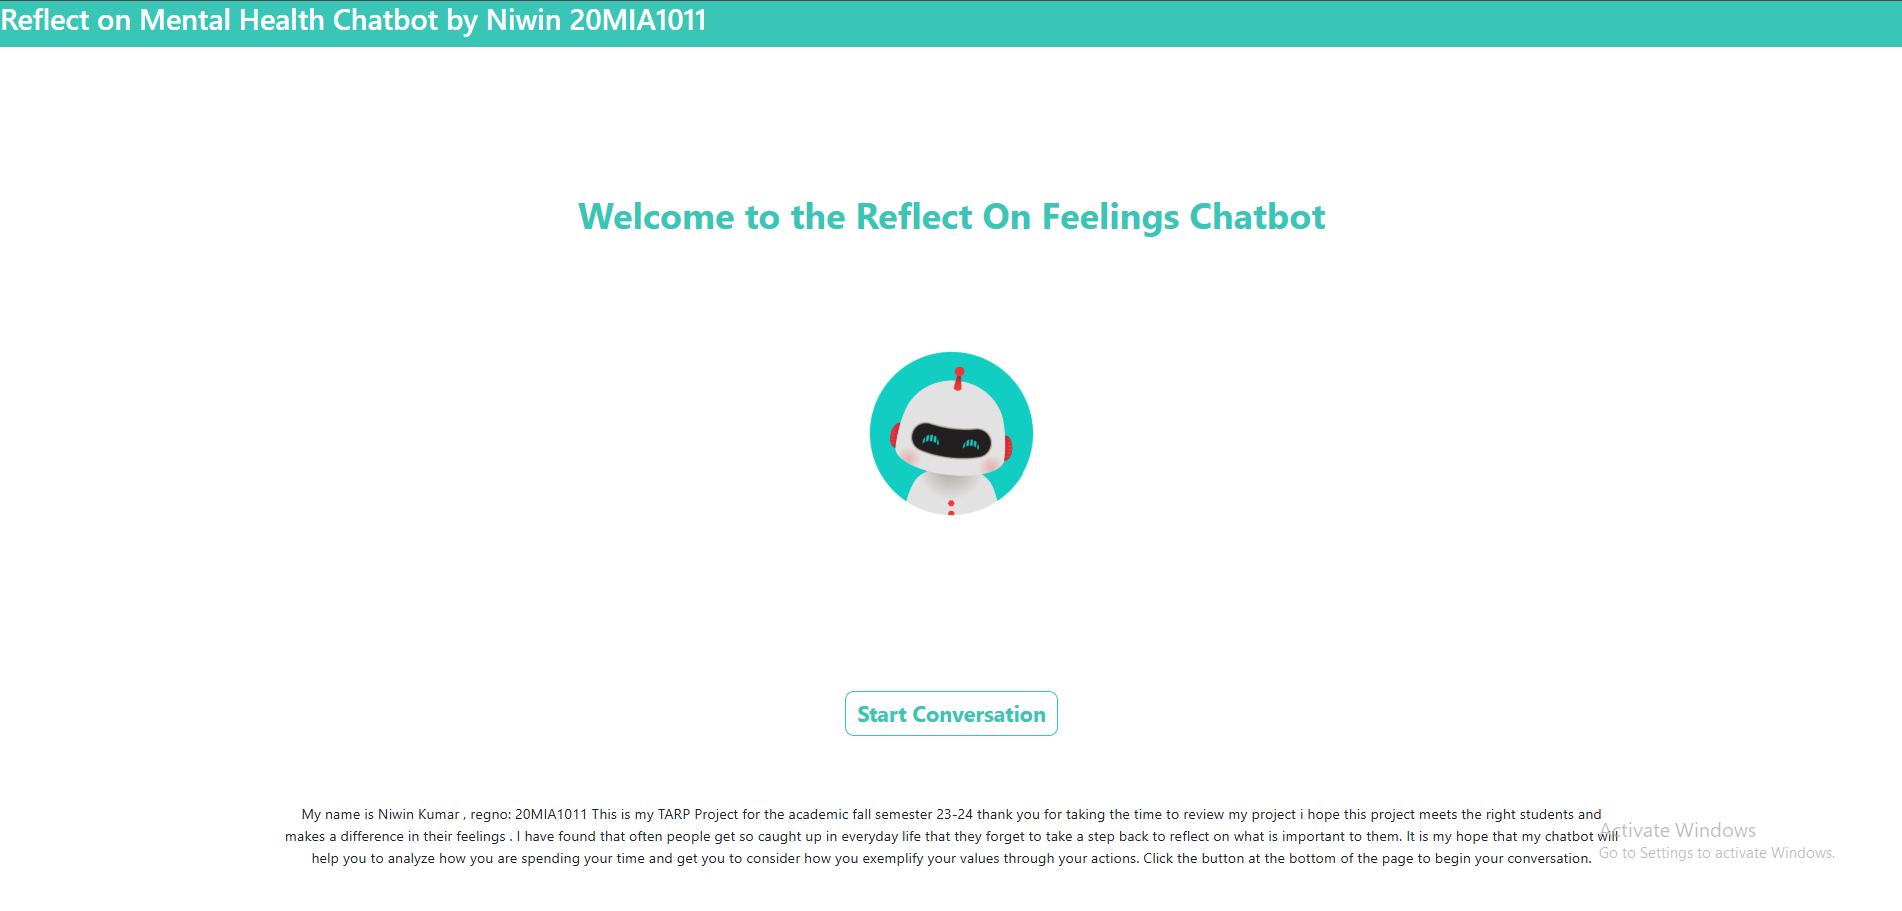 Reflect on Mental Health Chatbot by Niwin 20MIA1011
Welcome to the Reflect On Feelings Chatbot
Start Conversation
My name is Niwin Kumar , regno: 20MIA1011 This is my TARP Project for the academic fall semester 23-24 thank you for taking the time to review my project i hope this project meets the right students and
makes a difference in their feelings . I have found that often people get so caught up in everyday life that they forget to take a step back to reflect on what is important to them. It is my hope that my chatbot will
help you to analyze how you are spending your time and get you to consider how you exemplify your values through your actions. Click the button at the bottom of the page to begin your conversation.
Activate Windows
Go to Settings to activate Windows.